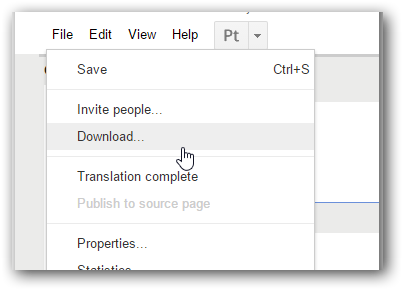 File Edit View Help Pt
Save Ctrl+S
Invite people...
Download...
Translation complete
Publish to source page
Properties...
Statistics